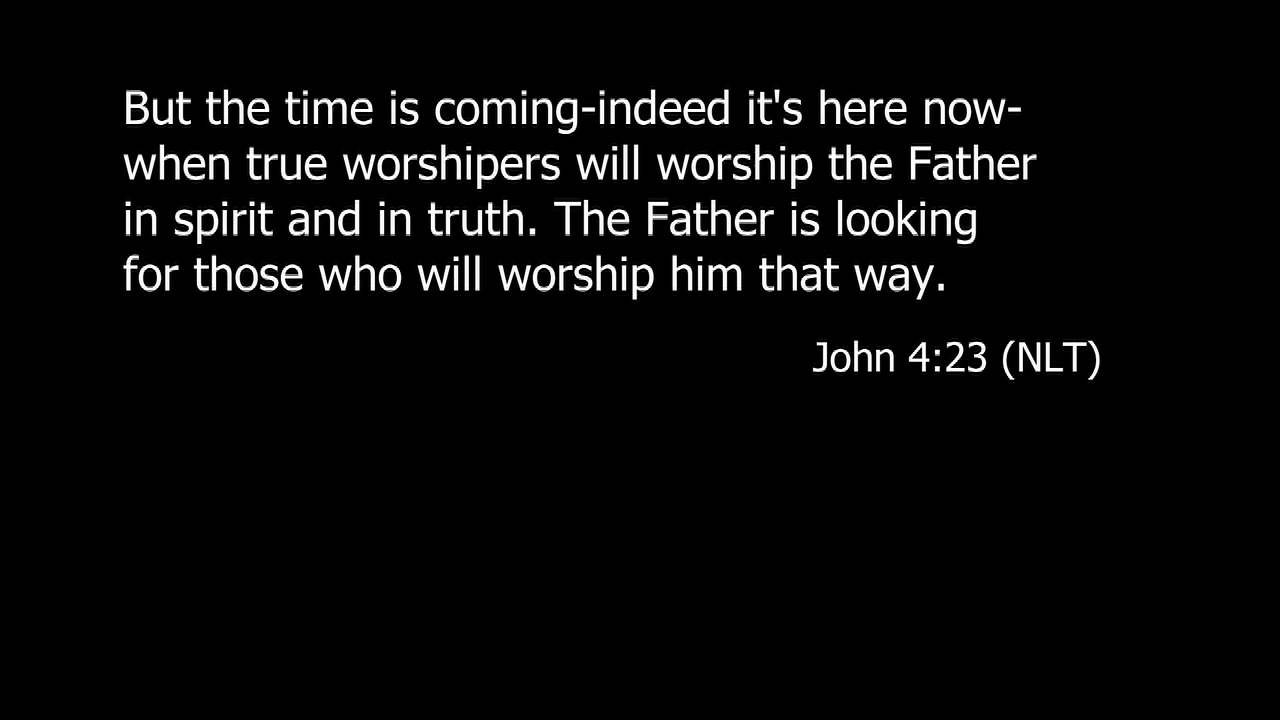 But the time is coming-indeed it's here now-
when true worshipers will worship the Father
in spirit and in truth. The Father is looking
for those who will worship him that way.
John 4:23 (NLT)